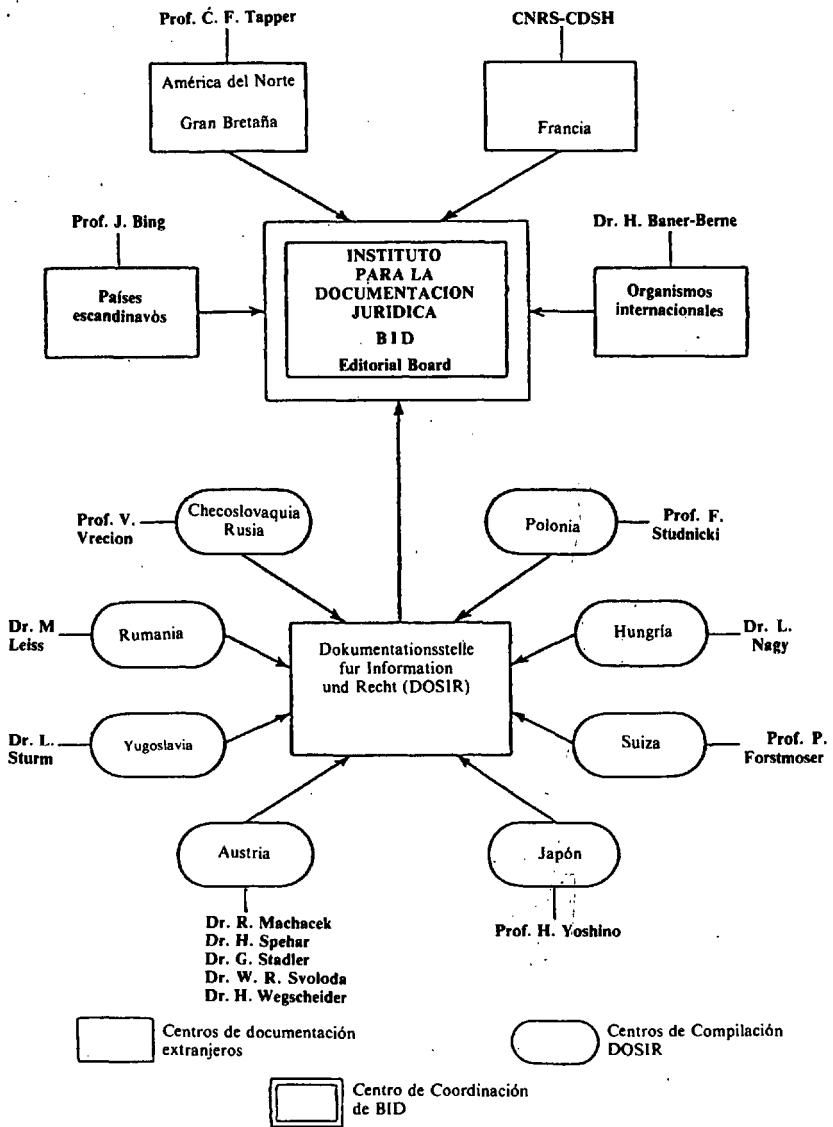 Prof. Ć. F. Tapper
CNRS-CDSH
América del Norte
Gran Bretaña
Francia
Prof. J. Bing
Dr. H. Baner-Berne
Países
escandinavòs
INSTITUTO
PARA LA
DOCUMENTACION
JURIDICA
BID
Editorial Board
Organismos
internacionales
Prof. V.
Vrecion
Checoslovaquia
Rusia
Polonia
Prof. F.
Studnicki
Dr. M
Leiss
Rumania
Dokumentationsstelle
fur Information
und Recht (DOSIR)
Hungría
Dr. L.
Nagy
Dr. L.
Sturm
Yugoslavia
Suiza
Prof. P.
Forstmoser
Austria
Japón
Dr. R. Machacek
Dr. H. Spehar
Dr. G. Stadler
Dr. W. R. Svoloda
Dr. H. Wegscheider
Prof. H. Yoshino
Centros de documentación
extranjeros
Centros de Compilación
DOSIR
Centro de Coordinación
de BID